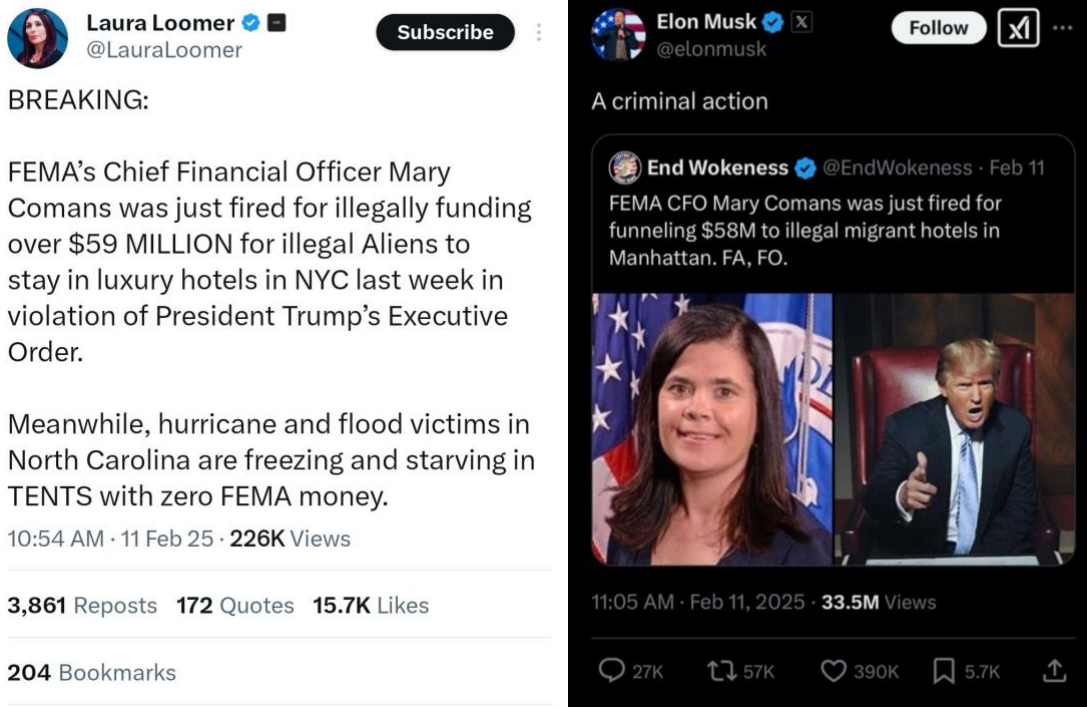 Laura Loomer
@LauraLoomer
Subscribe
BREAKING:
FEMA’s Chief Financial Officer Mary
Comans was just fired for illegally funding
over $59 MILLION for illegal Aliens to
stay in luxury hotels in NYC last week in
violation of President Trump’s Executive
Order.
Meanwhile, hurricane and flood victims in
North Carolina are freezing and starving in
TENTS with zero FEMA money.
10:54 AM · 11 Feb 25 · 226K Views
3,861 Reposts 172 Quotes 15.7K Likes
204 Bookmarks
Elon Musk X
@elonmusk
Follow
A criminal action
End Wokeness @EndWokeness · Feb 11
FEMA CFO Mary Comans was just fired for
funneling $58M to illegal migrant hotels in
Manhattan. FA, FO.
11:05 AM · Feb 11, 2025 · 33.5M Views
27K 57K 390K 5.7K